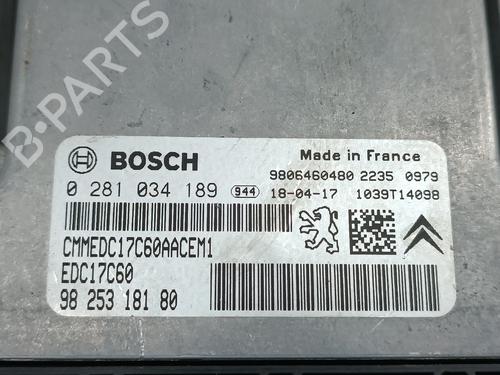 B-PARTS
BOSCH
Made in France
9806460480 2235 0979
0 281 034 189 944 18-04-17 1039T14098
CMMEDC17C60AACEM1
EDC17C60
98 253 181 80